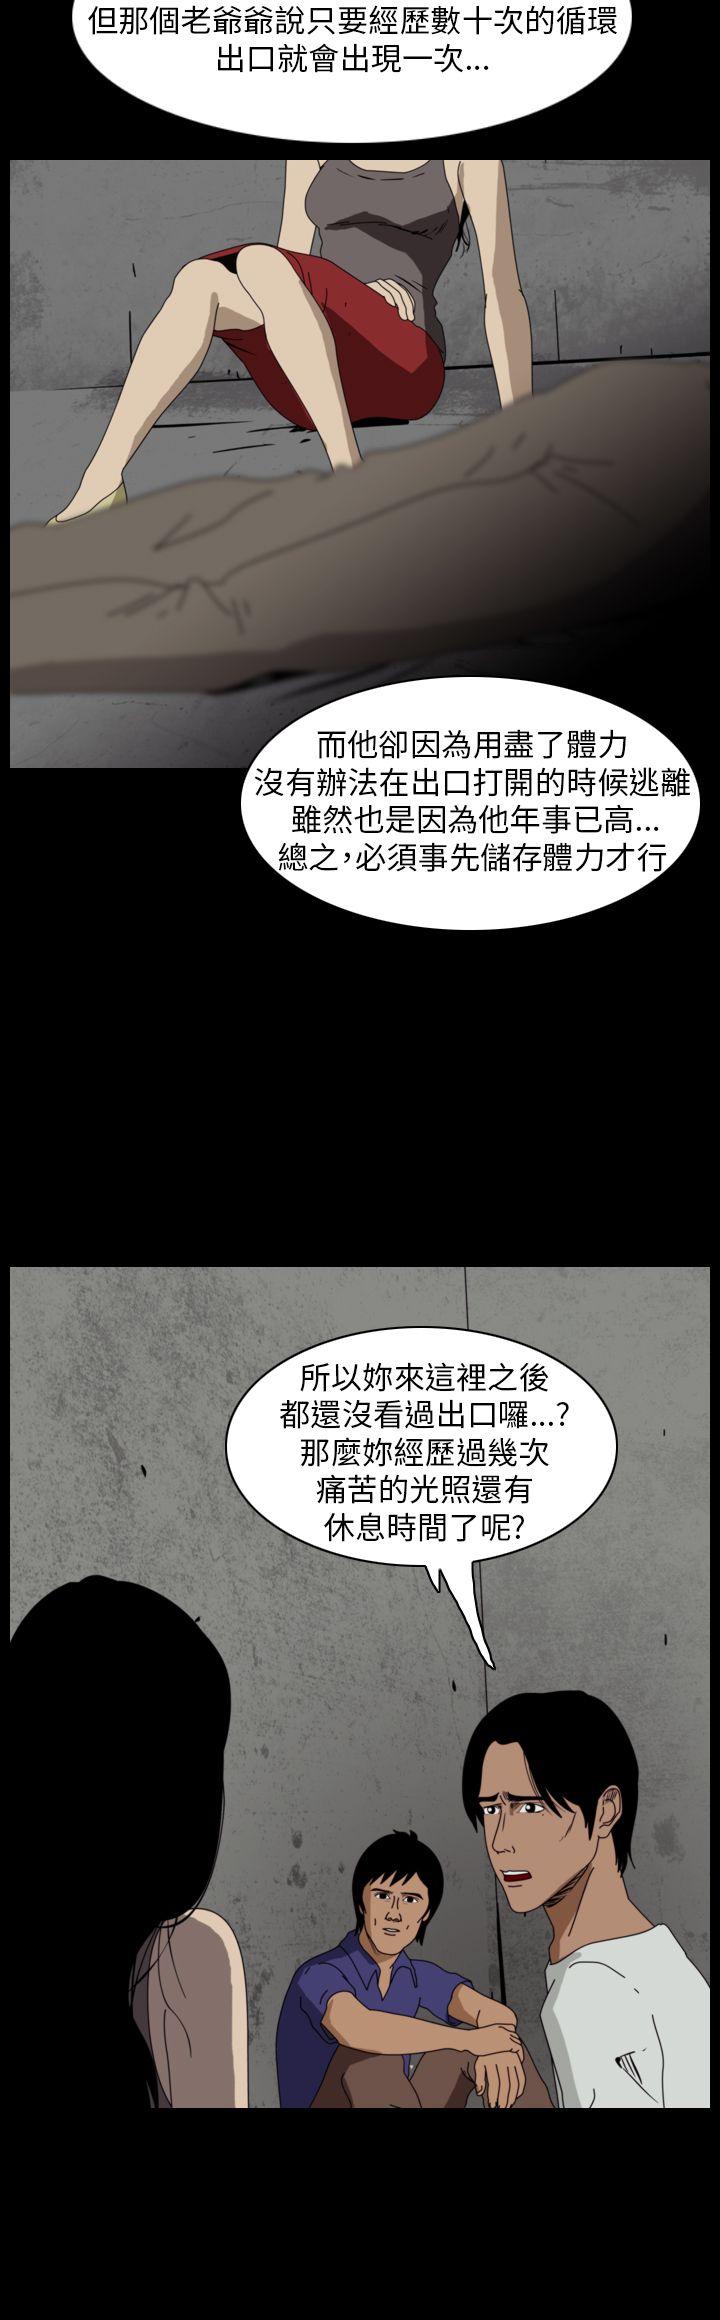 但那個老爺爺說只要經歷數十次的循環
出口就會出現一次...
而他卻因為用盡了體力
沒有辦法在出口打開的時候逃離
雖然也是因為他年事已高...
總之,必須事先儲存體力才行
所以妳來這裡之後
都還沒看過出口囉...?
那麼妳經歷過幾次
痛苦的光照還有
休息時間了呢?